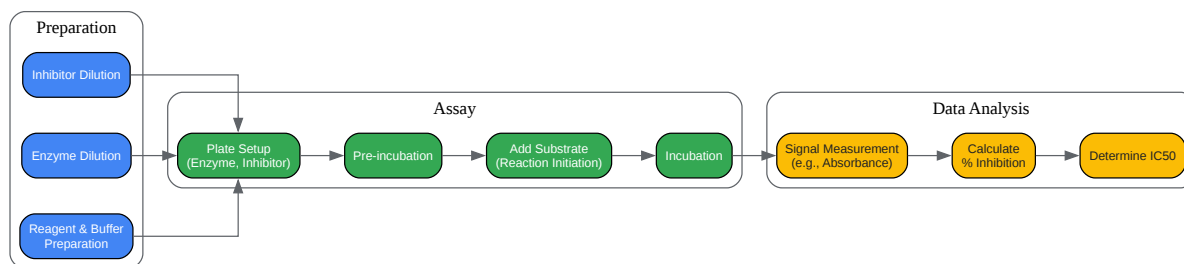 Preparation
Inhibitor Dilution
Enzyme Dilution
Reagent & Buffer
Preparation
Assay
Plate Setup
(Enzyme, Inhibitor)
Pre-incubation
Add Substrate
(Reaction Initiation)
Incubation
Data Analysis
Signal Measurement
(e.g., Absorbance)
Calculate
% Inhibition
Determine IC50